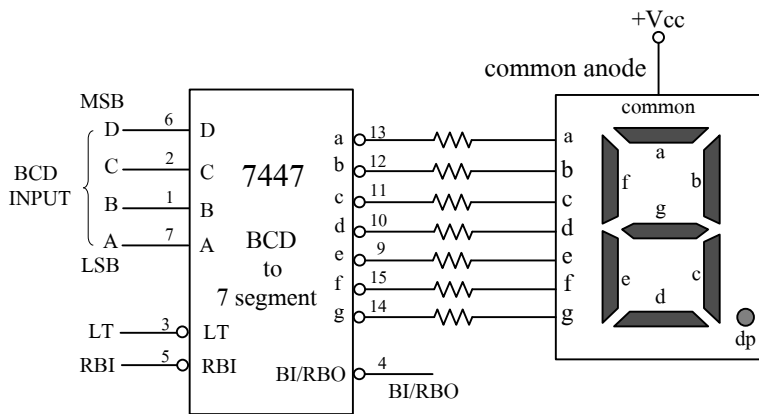 +Vcc
common anode
MSB
D 6 D
C 2 C
BCD
INPUT
B 1 B
A 7 A
LSB
7447
BCD
to
7 segment
LT 3 LT
RBI 5 RBI
a 13 a
b 12 b
c 11 c
d 10 d
e 9 e
f 15 f
g 14 g
BI/RBO 4
BI/RBO
common
a
f b
g
e c
d
dp